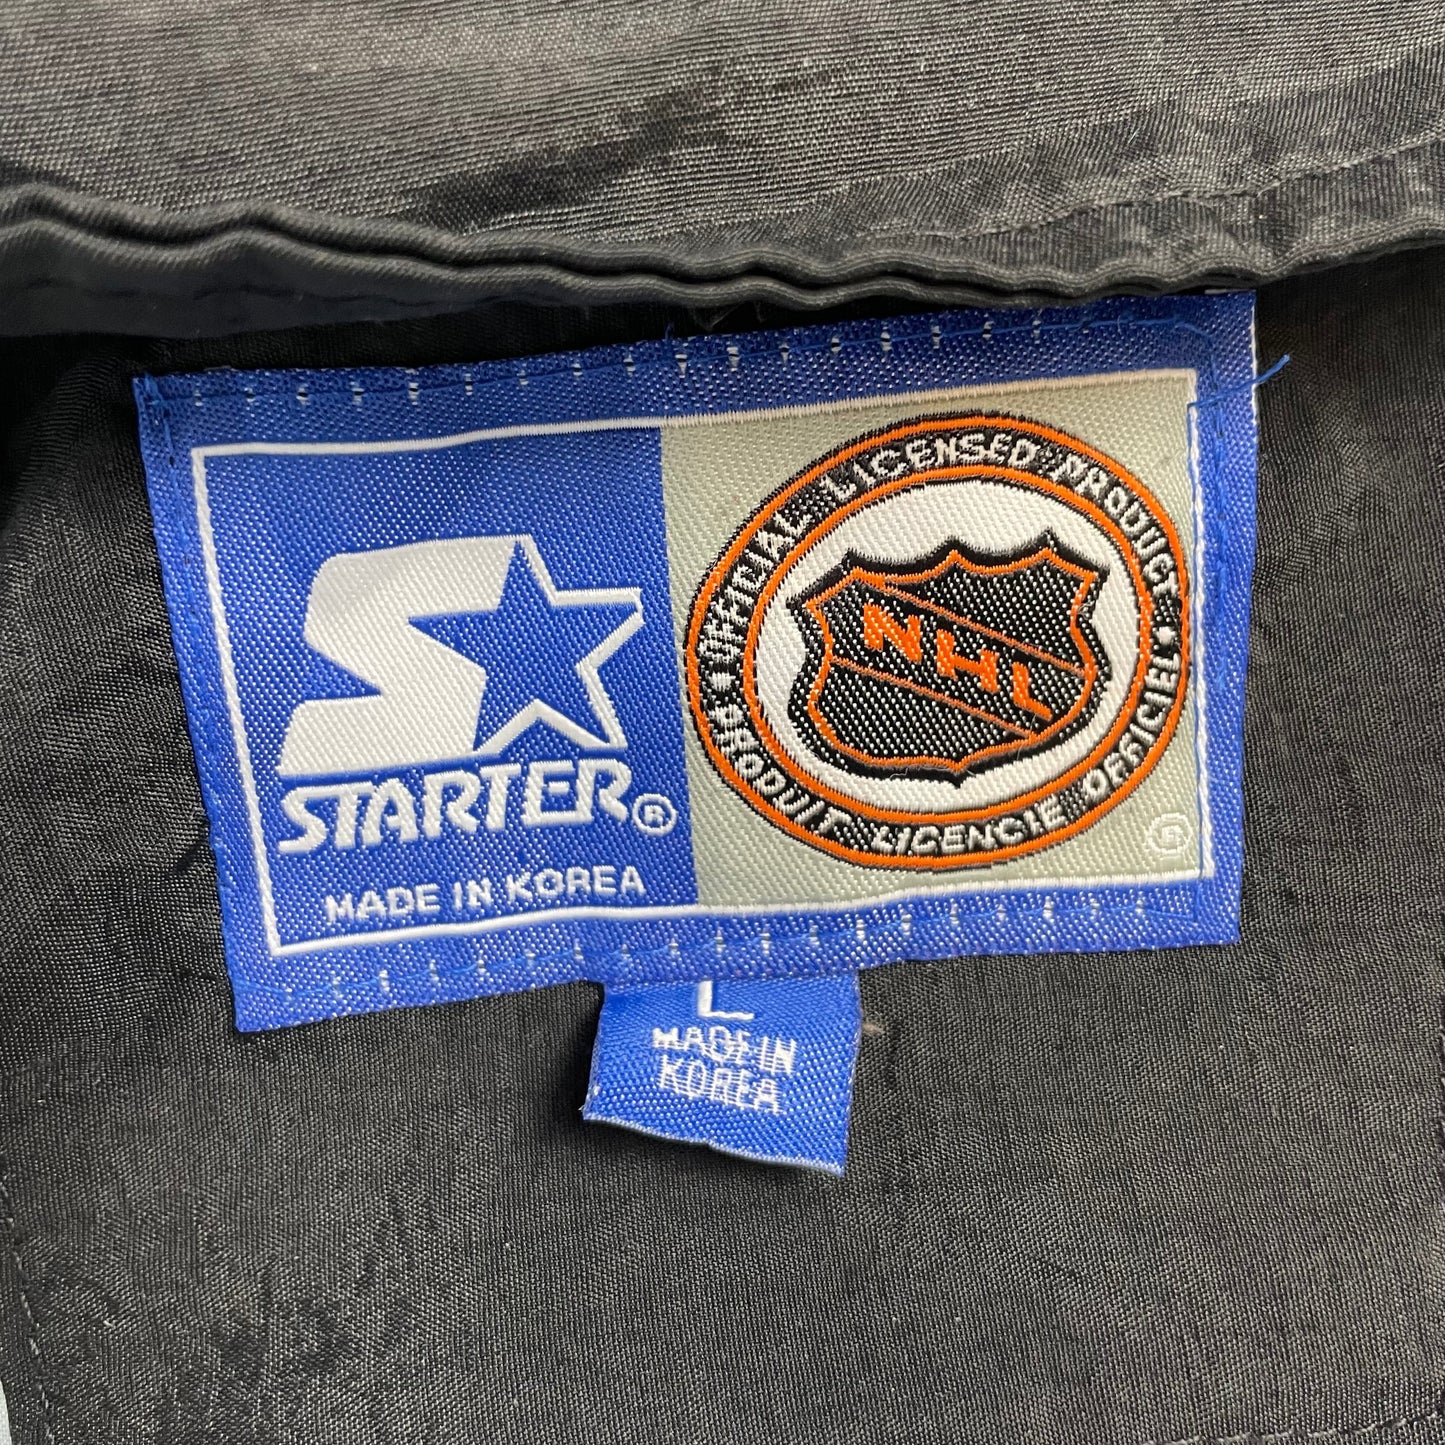 STARTER®
MADE IN KOREA
OFFICIAL LICENSED PRODUCT
NHL
PRODUIT LICENCIE OFFICIEL
G
L
MADE IN
KOREA